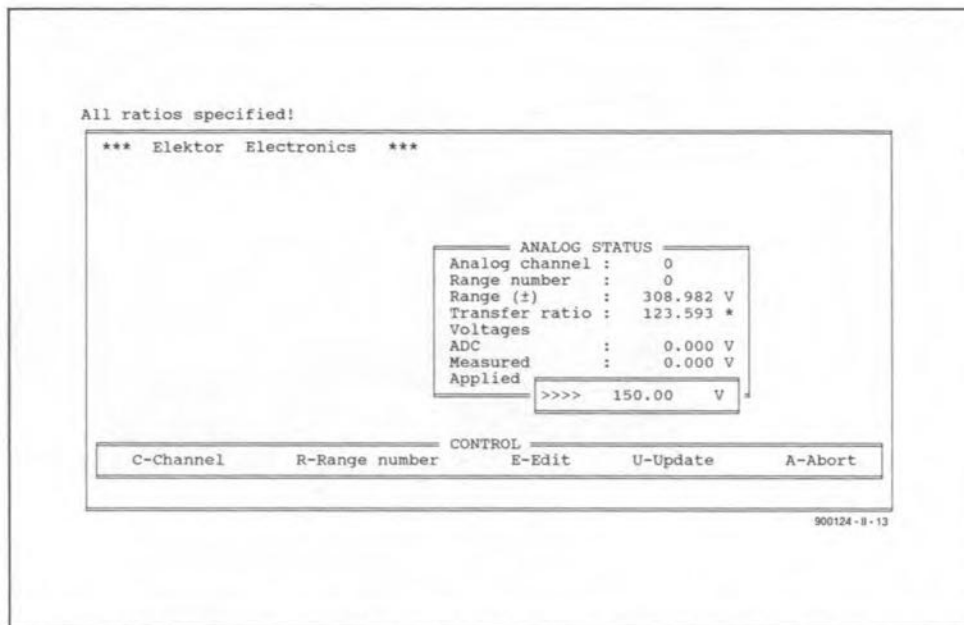 All ratios specified!
*** Elektor Electronics ***
ANALOG STATUS
Analog channel : 0
Range number : 0
Range (±) : 308.982 V
Transfer ratio : 123.593 *
Voltages
ADC : 0.000 V
Measured : 0.000 V
Applied
>>>> 150.00 V
CONTROL
C-Channel R-Range number E-Edit U-Update A-Abort
900124 - II - 13